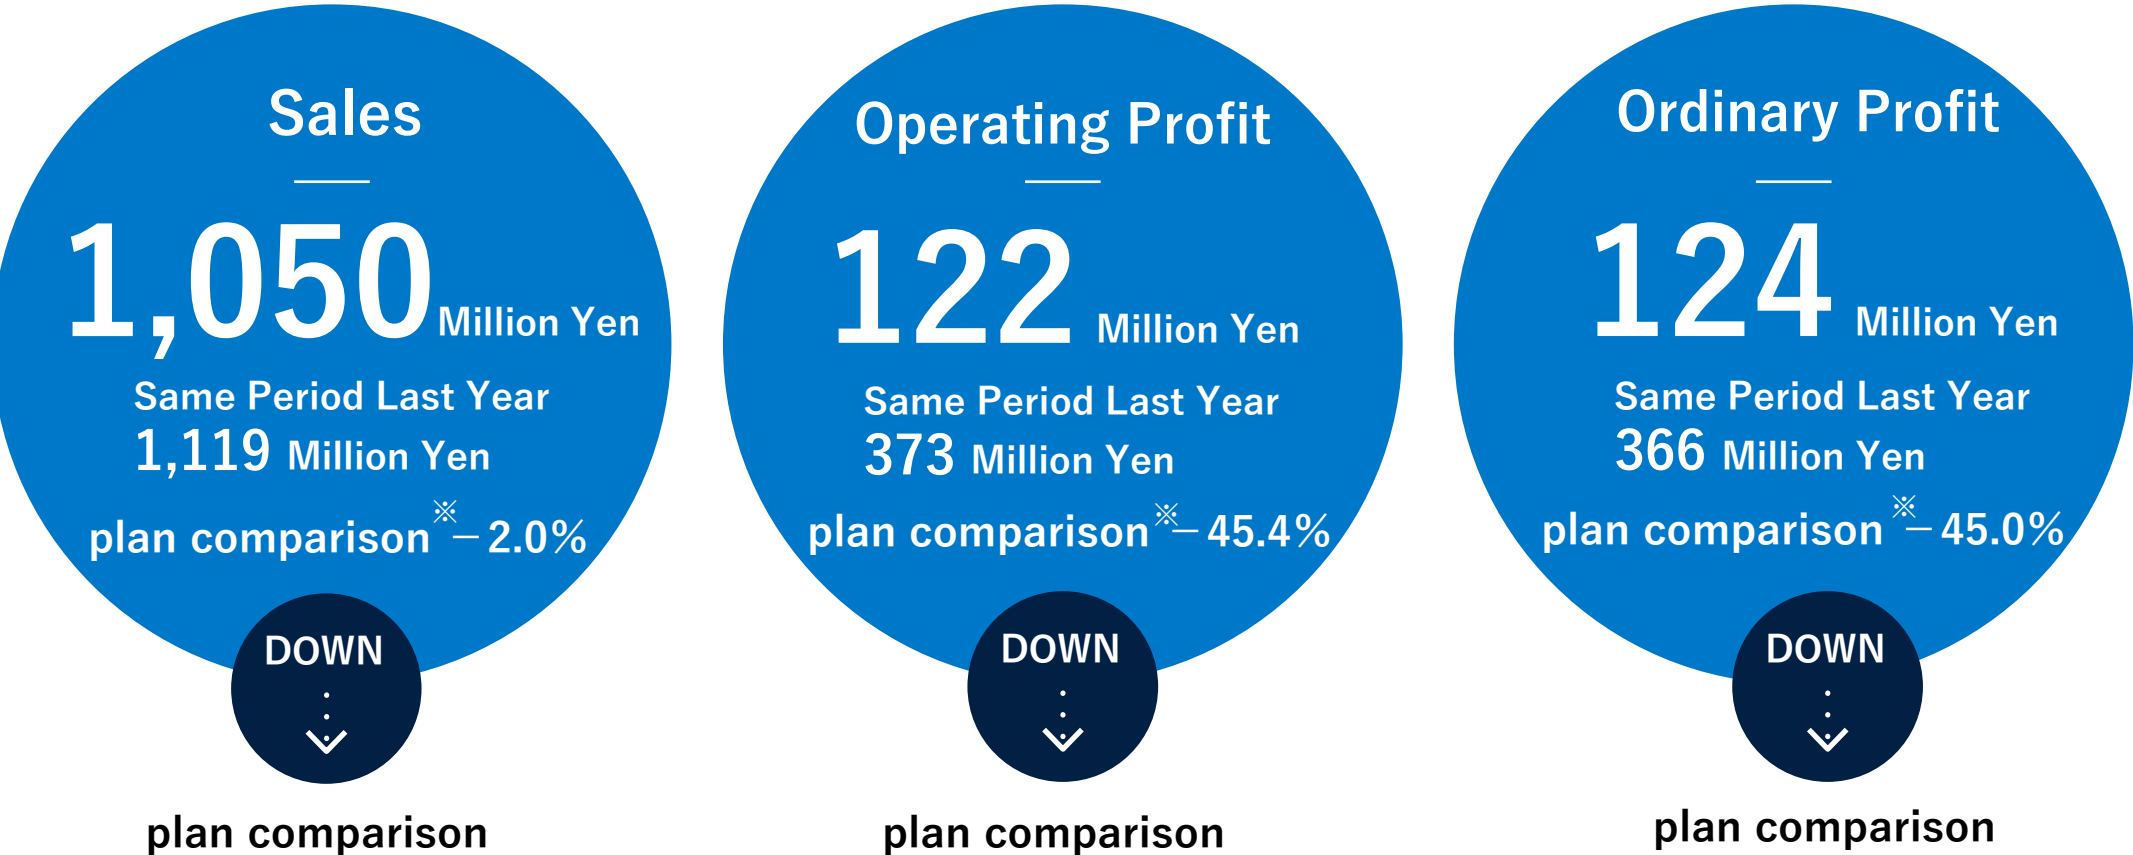 Sales
1,050 Million Yen
Same Period Last Year
1,119 Million Yen
plan comparison※－2.0%
DOWN
plan comparison
Operating Profit
122 Million Yen
Same Period Last Year
373 Million Yen
plan comparison※－45.4%
DOWN
plan comparison
Ordinary Profit
124 Million Yen
Same Period Last Year
366 Million Yen
plan comparison※－45.0%
DOWN
plan comparison